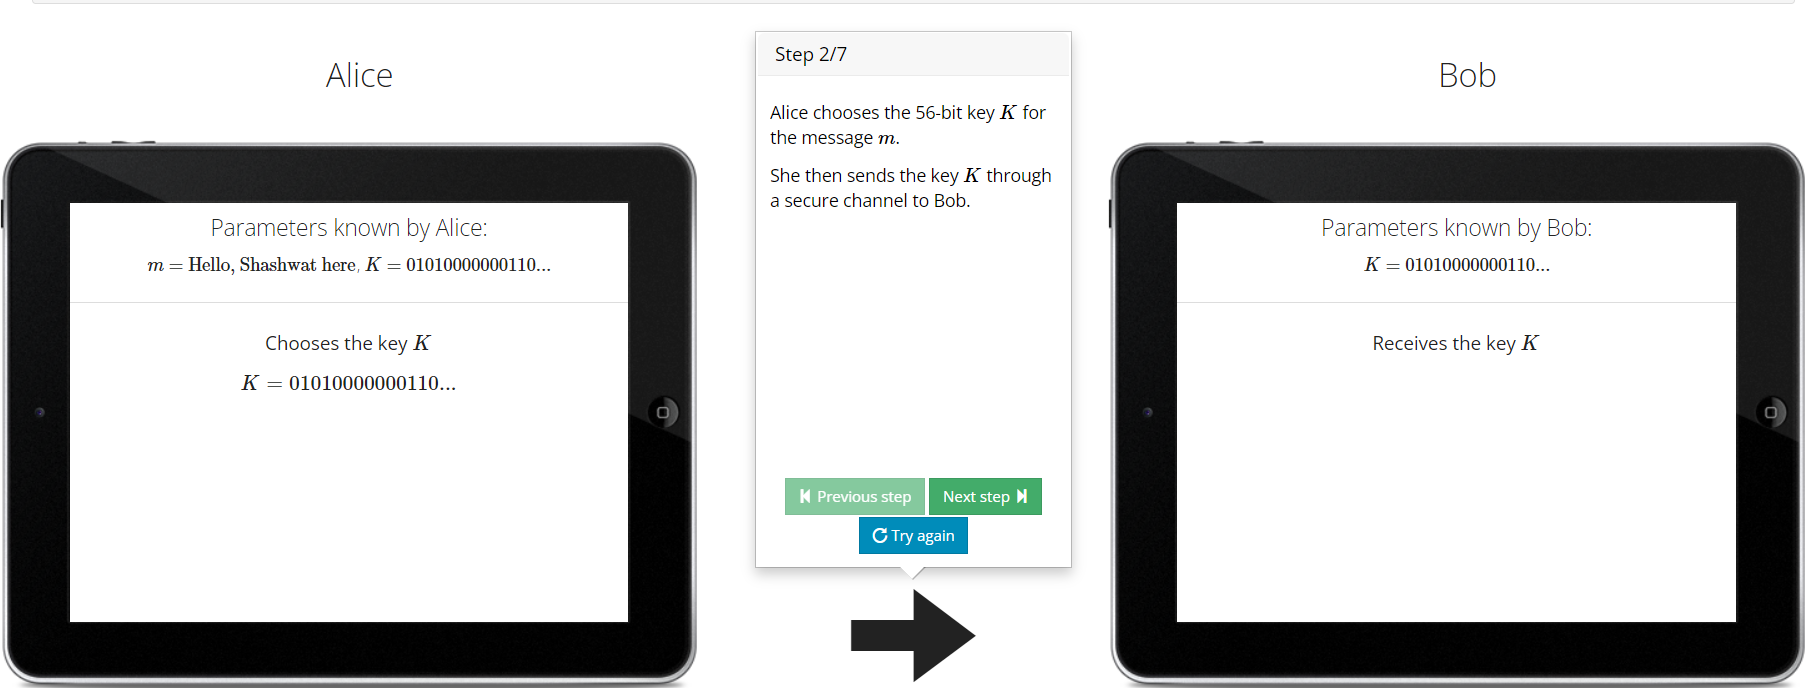 Alice
Parameters known by Alice:
m = Hello, Shashwat here, K = 01010000000110...
Chooses the key K
K = 01010000000110...
Step 2/7
Alice chooses the 56-bit key K for
the message m.
She then sends the key K through
a secure channel to Bob.
Previous step
Next step
Try again
Bob
Parameters known by Bob:
K = 01010000000110...
Receives the key K